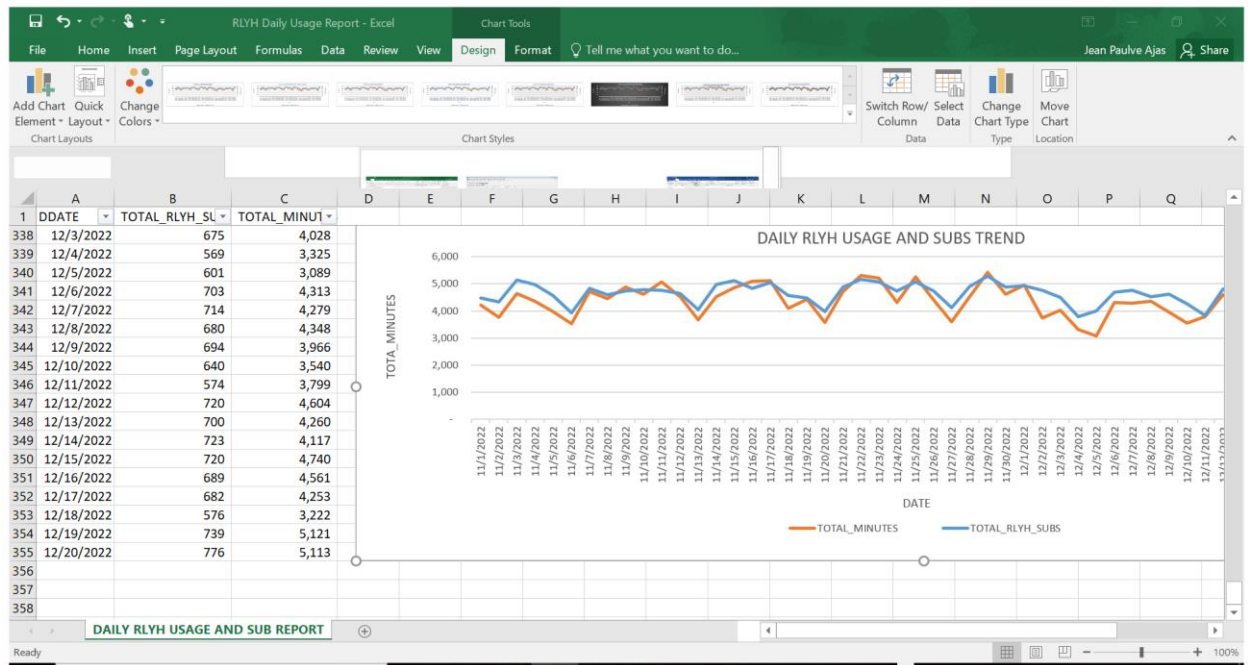 RLYH Daily Usage Report - Excel
Chart Tools
File Home Insert Page Layout Formulas Data Review View Design Format Tell me what you want to do... Jean Paulve Ajas Share
Add Chart Element Quick Layout Change Colors Switch Row/ Column Select Data Change Chart Type Move Chart
Chart Layouts Chart Styles Data Type Location
A B C D E F G H I J K L M N O P Q
1 DDATE TOTAL_RLYH_SU TOTAL_MINUT
338 12/3/2022 675 4,028
339 12/4/2022 569 3,325
340 12/5/2022 601 3,089
341 12/6/2022 703 4,313
342 12/7/2022 714 4,279
343 12/8/2022 680 4,348
344 12/9/2022 694 3,966
345 12/10/2022 640 3,540
346 12/11/2022 574 3,799
347 12/12/2022 720 4,604
348 12/13/2022 700 4,260
349 12/14/2022 723 4,117
350 12/15/2022 720 4,740
351 12/16/2022 689 4,561
352 12/17/2022 682 4,253
353 12/18/2022 576 3,222
354 12/19/2022 739 5,121
355 12/20/2022 776 5,113
356
357
358
DAILY RLYH USAGE AND SUBS TREND
TOTA_MINUTES
6,000
5,000
4,000
3,000
2,000
1,000
-
11/1/2022
11/2/2022
11/3/2022
11/4/2022
11/5/2022
11/6/2022
11/7/2022
11/8/2022
11/9/2022
11/10/2022
11/11/2022
11/12/2022
11/13/2022
11/14/2022
11/15/2022
11/16/2022
11/17/2022
11/18/2022
11/19/2022
11/20/2022
11/21/2022
11/22/2022
11/23/2022
11/24/2022
11/25/2022
11/26/2022
11/27/2022
11/28/2022
11/29/2022
11/30/2022
12/1/2022
12/2/2022
12/3/2022
12/4/2022
12/5/2022
12/6/2022
12/7/2022
12/8/2022
12/9/2022
12/10/2022
12/11/2022
12/12/2022
DATE
TOTAL_MINUTES TOTAL_RLYH_SUBS
DAILY RLYH USAGE AND SUB REPORT
Ready 100%